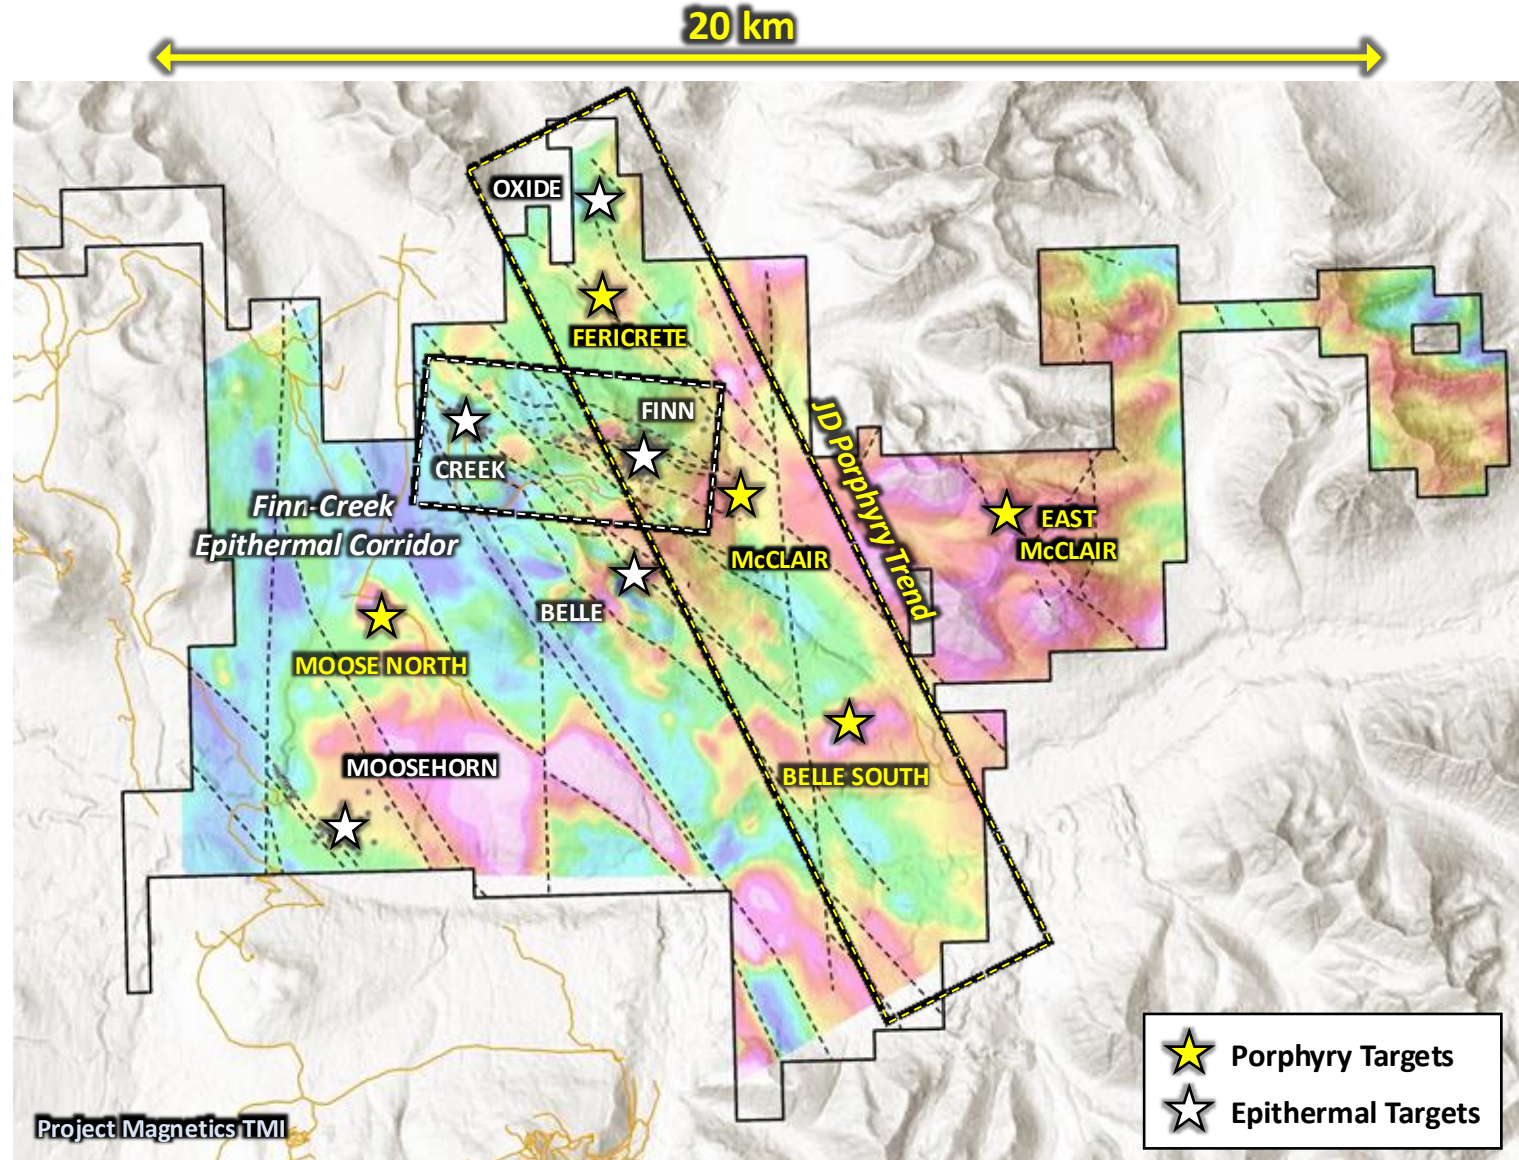 20 km
OXIDE
FERICRETE
FINN
CREEK
JD Porphyry Trend
Finn-Creek
Epithermal Corridor
EAST
McCLAIR
McCLAIR
BELLE
MOOSE NORTH
MOOSEHORN
BELLE SOUTH
Porphyry Targets
Epithermal Targets
Project Magnetics TMI